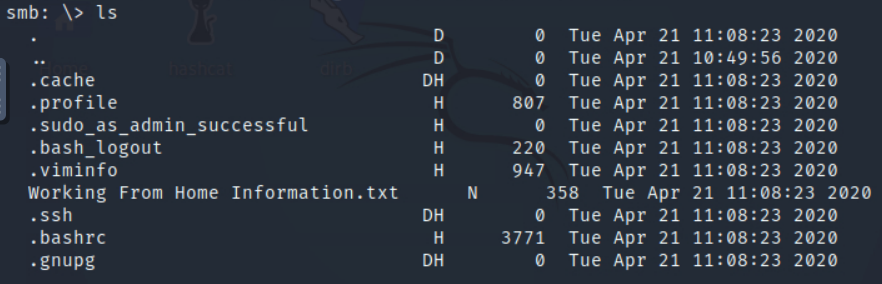 smb: \> ls
. D 0 Tue Apr 21 11:08:23 2020
.. D 0 Tue Apr 21 10:49:56 2020
.cache DH 0 Tue Apr 21 11:08:23 2020
.profile H 807 Tue Apr 21 11:08:23 2020
.sudo_as_admin_successful H 0 Tue Apr 21 11:08:23 2020
.bash_logout H 220 Tue Apr 21 11:08:23 2020
.viminfo H 947 Tue Apr 21 11:08:23 2020
Working From Home Information.txt N 358 Tue Apr 21 11:08:23 2020
.ssh DH 0 Tue Apr 21 11:08:23 2020
.bashrc H 3771 Tue Apr 21 11:08:23 2020
.gnupg DH 0 Tue Apr 21 11:08:23 2020
hashcat
dirb